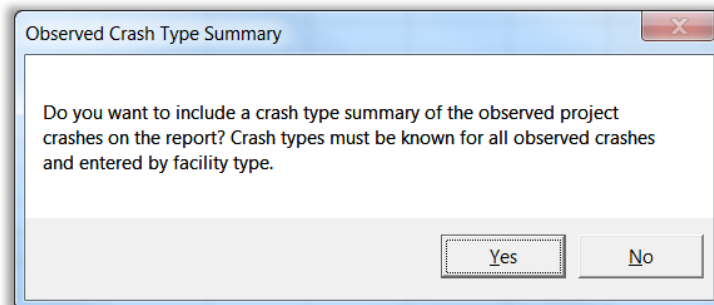 Observed Crash Type Summary
X
Do you want to include a crash type summary of the observed project
crashes on the report? Crash types must be known for all observed crashes
and entered by facility type.
Yes
No